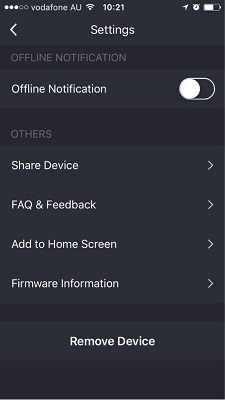 vodafone AU 10:21
Settings
OFFLINE NOTIFICATION
Offline Notification
OTHERS
Share Device
FAQ & Feedback
Add to Home Screen
Firmware Information
Remove Device